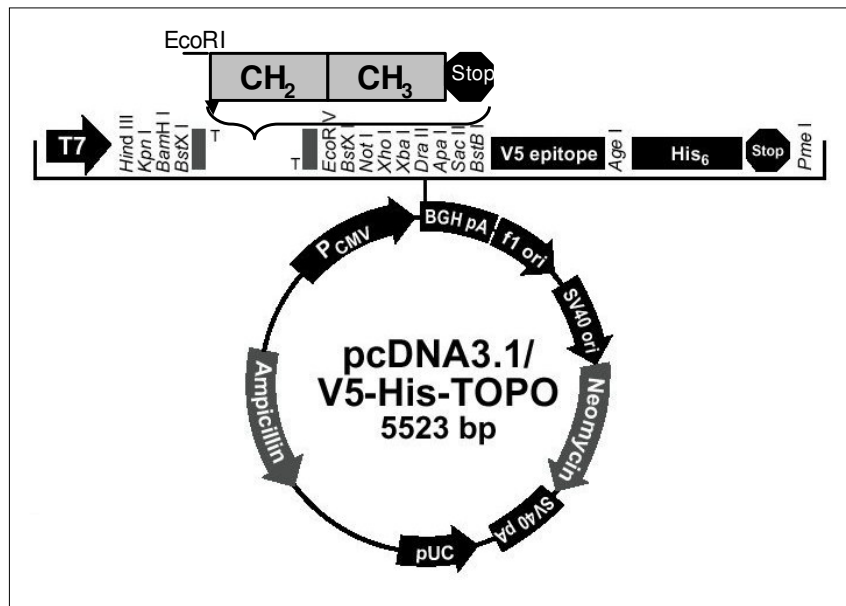 EcoRI
CH2 CH3 Stop
T7
Hind III
Kpn I
BamH I
BstX I
T
T
EcoR V
BstX I
Not I
Xho I
Xba I
Dra II
Apa I
Sac II
BstB I
V5 epitope
Age I
His6
Stop
Pme I
PCMV
BGH pA
f1 ori
SV40 ori
Neomycin
SV40 pA
pUC
Ampicillin
pcDNA3.1/
V5-His-TOPO
5523 bp